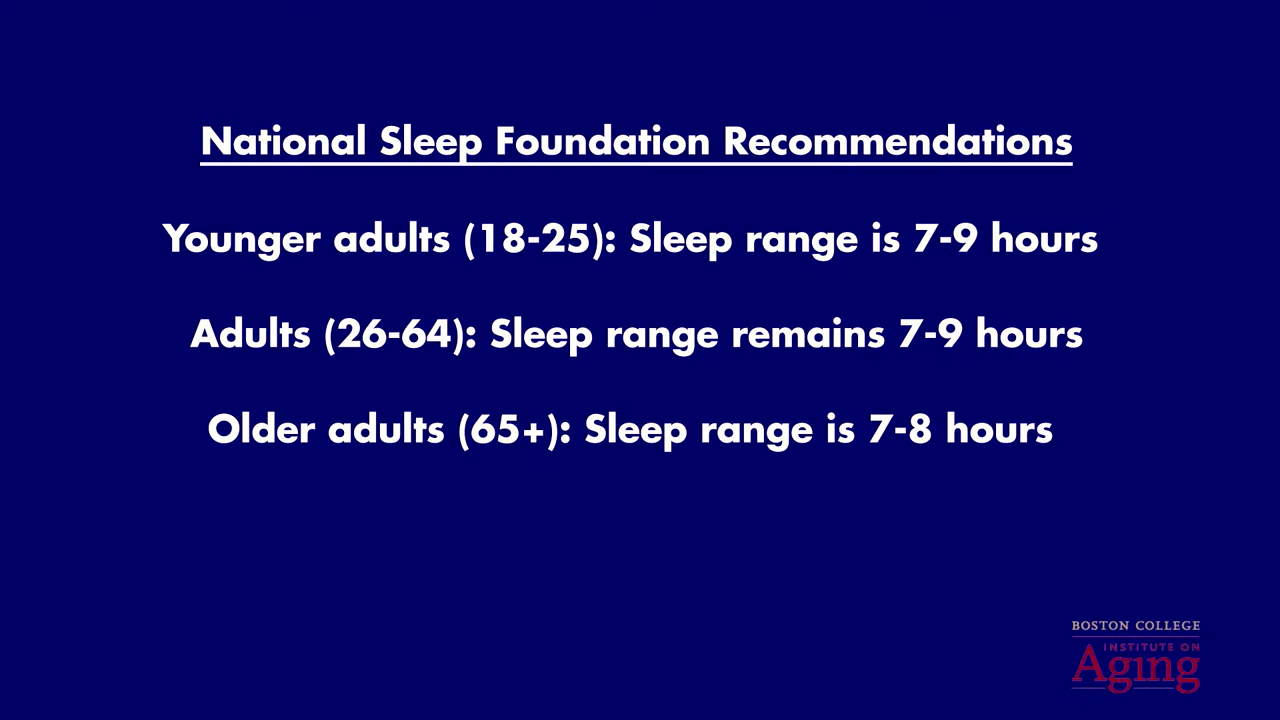 National Sleep Foundation Recommendations
Younger adults (18-25): Sleep range is 7-9 hours
Adults (26-64): Sleep range remains 7-9 hours
Older adults (65+): Sleep range is 7-8 hours
BOSTON COLLEGE
INSTITUTE ON
Aging